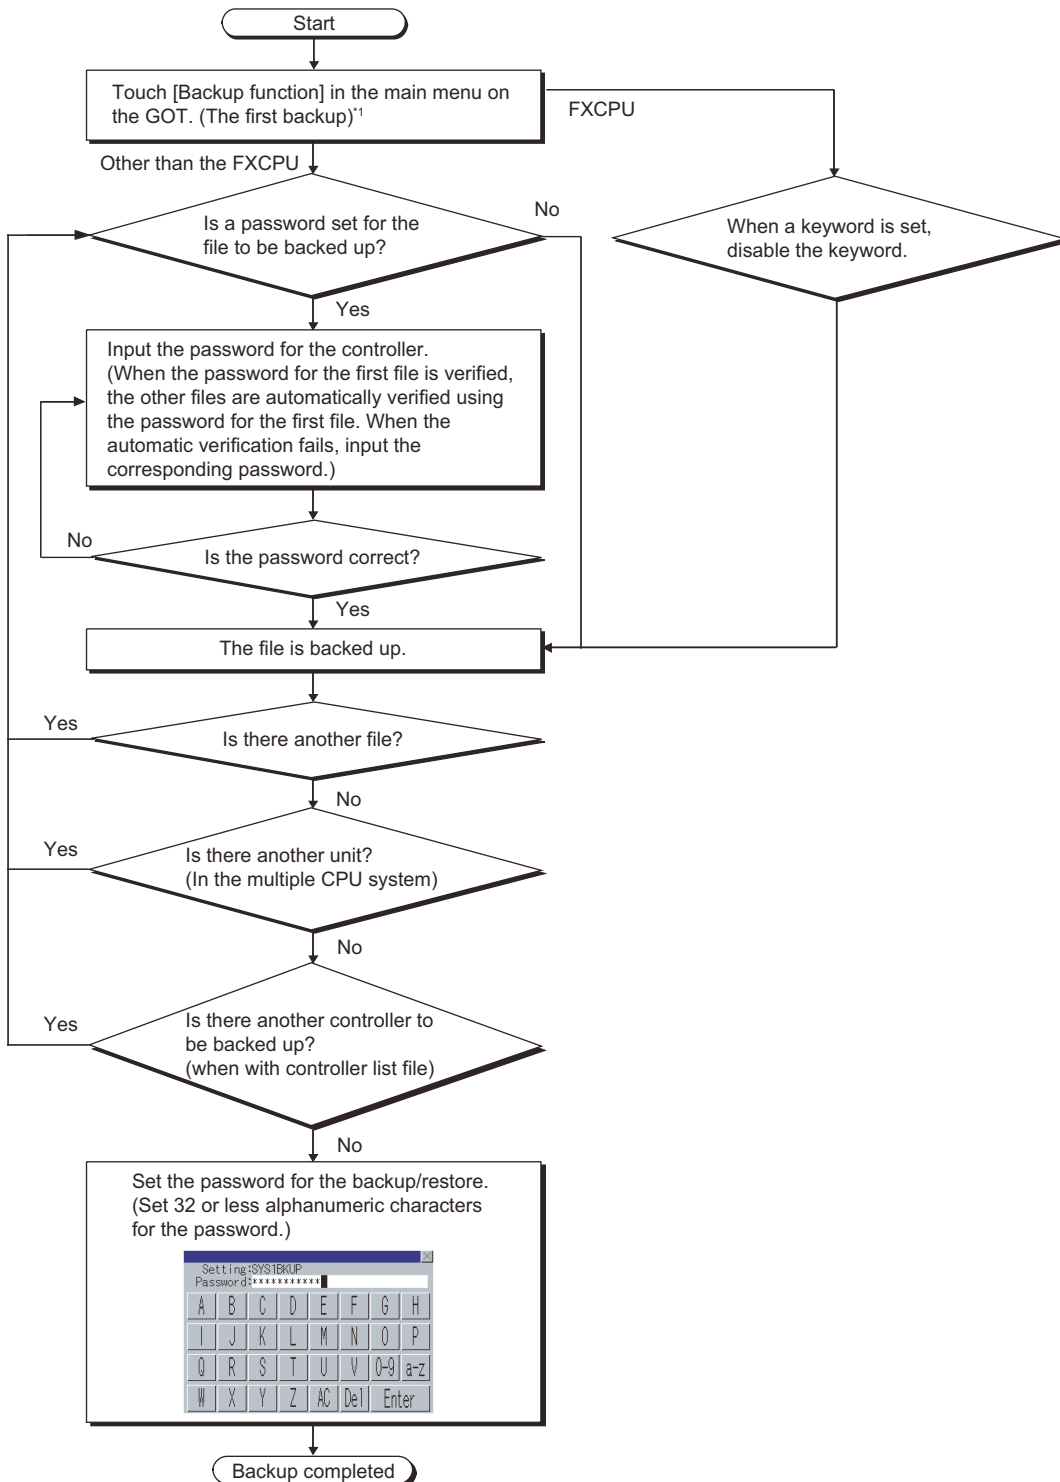 Start
Touch [Backup function] in the main menu on
the GOT. (The first backup)*1
FXCPU
Other than the FXCPU
Is a password set for the
file to be backed up?
No
When a keyword is set,
disable the keyword.
Yes
Input the password for the controller.
(When the password for the first file is verified,
the other files are automatically verified using
the password for the first file. When the
automatic verification fails, input the
corresponding password.)
No
Is the password correct?
Yes
The file is backed up.
Yes
Is there another file?
No
Yes
Is there another unit?
(In the multiple CPU system)
No
Yes
Is there another controller to
be backed up?
(when with controller list file)
No
Set the password for the backup/restore.
(Set 32 or less alphanumeric characters
for the password.)
Setting:SYS1BKUP
Password:***********
A B C D E F G H
I J K L M N O P
Q R S T U V 0-9 a-z
W X Y Z AC Del Enter
Backup completed